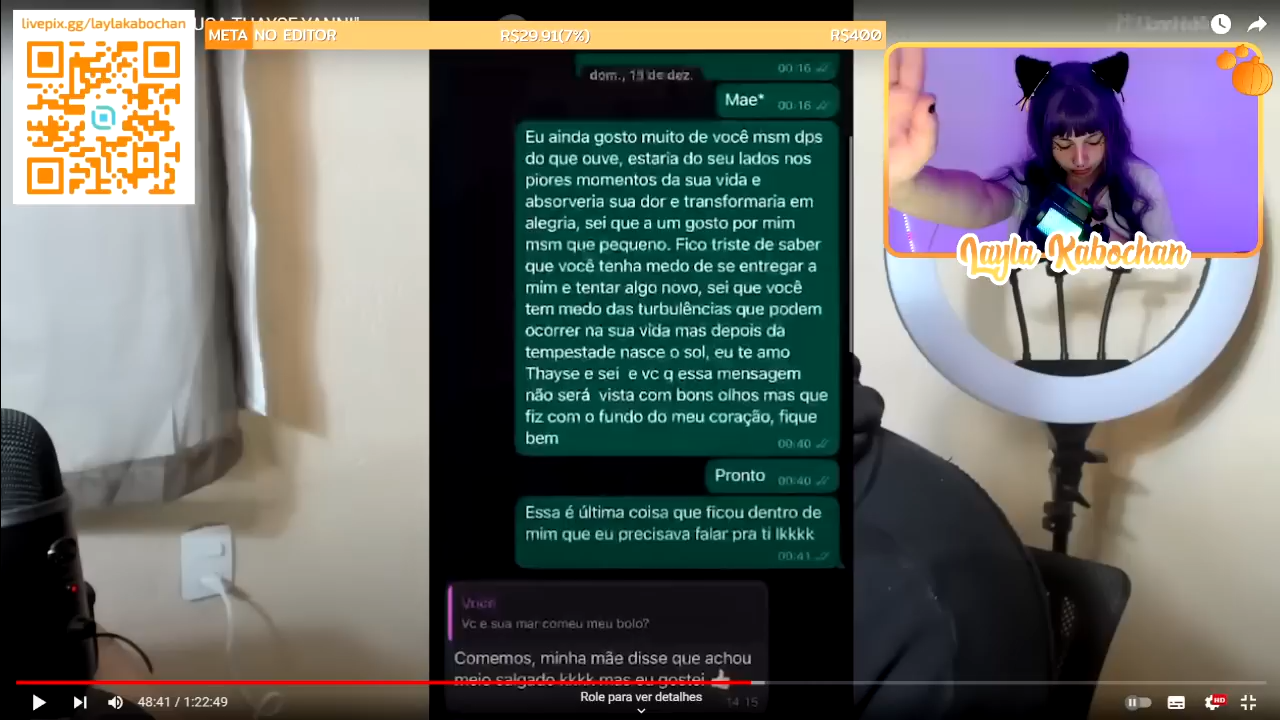 livepix.gg/laylakabochan
META NO EDITOR
R$29.91(7%)
R$400
00:16
dom., 13 de dez.
Mae*
00:16
Eu ainda gosto muito de você msm dps
do que ouve, estaria do seu lados nos
piores momentos da sua vida e
absorveria sua dor e transformaria em
alegria, sei que a um gosto por mim
msm que pequeno. Fico triste de saber
que você tenha medo de se entregar a
mim e tentar algo novo, sei que você
tem medo das turbulências que podem
ocorrer na sua vida mas depois da
tempestade nasce o sol, eu te amo
Thayse e sei e vc q essa mensagem
não será vista com bons olhos mas que
fiz com o fundo do meu coração, fique
bem
00:40
Pronto
00:40
Essa é última coisa que ficou dentro de
mim que eu precisava falar pra ti lkkkk
00:41
Você
Vc e sua mar comeu meu bolo?
Comemos, minha mãe disse que achou
meio salgado kkkk mas eu gostei 👍
14:15
Layla Kabochan
48:41 / 1:22:49
Role para ver detalhes
HD